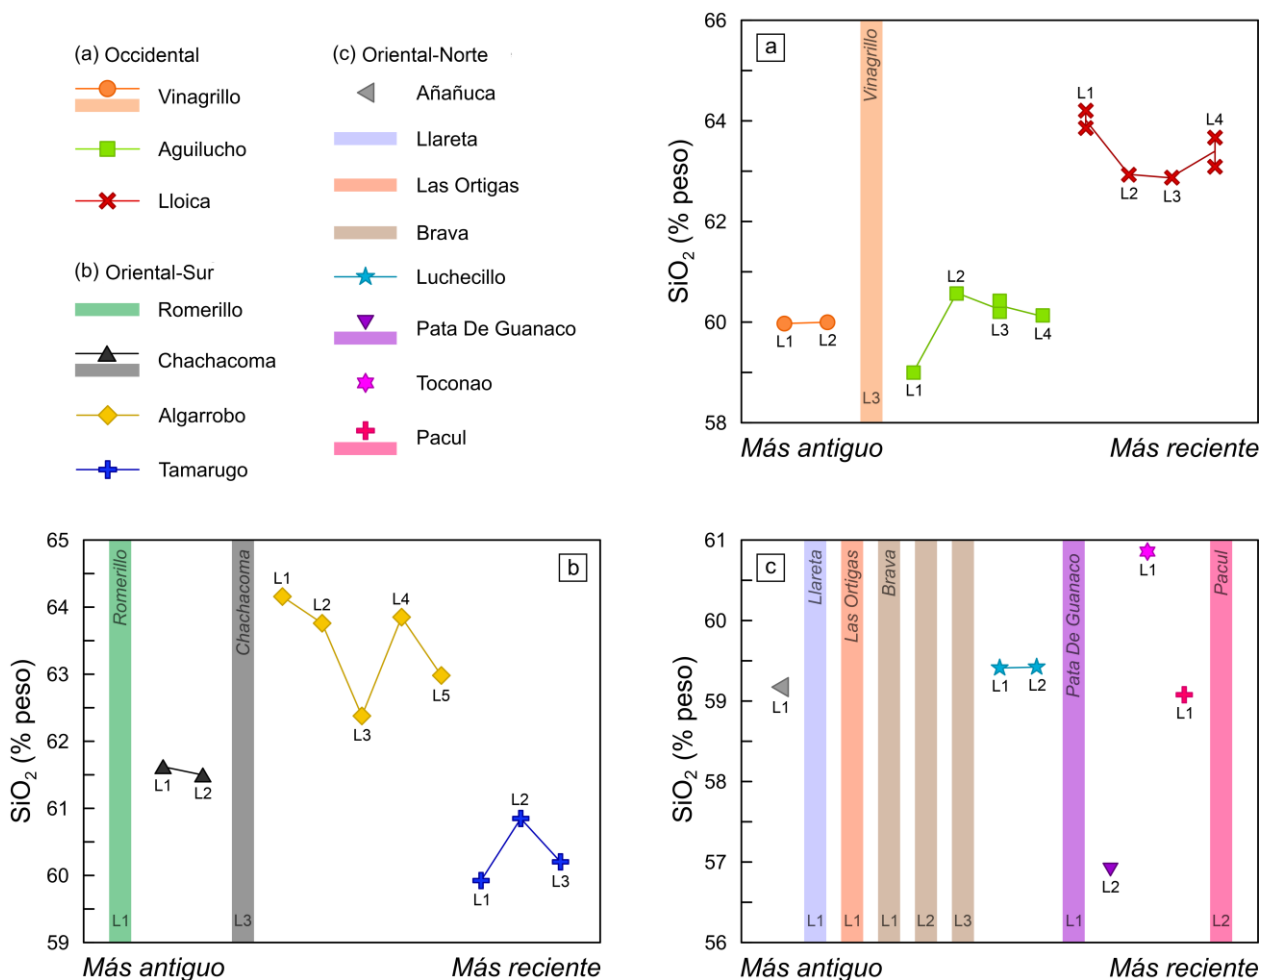 (a) Occidental
Vinagrillo
Aguilucho
Lloica
(b) Oriental-Sur
Romerillo
Chachacoma
Algarrobo
Tamarugo
(c) Oriental-Norte
Añañuca
Llareta
Las Ortigas
Brava
Luchecillo
Pata De Guanaco
Toconao
Pacul
66
64
62
60
58
SiO2 (% peso)
a
Vinagrillo
L3
L1
L2
L1
L2
L3
L4
L1
L2
L3
L4
Más antiguo
Más reciente
65
64
63
62
61
60
59
SiO2 (% peso)
b
Romerillo
L1
L1
L2
Chachacoma
L3
L1
L2
L3
L4
L5
L1
L2
L3
Más antiguo
Más reciente
61
60
59
58
57
56
SiO2 (% peso)
c
L1
Llareta
L1
Las Ortigas
L1
Brava
L1
L2
L3
L1
L2
Pata De Guanaco
L1
L2
L1
L1
Pacul
L2
Más antiguo
Más reciente